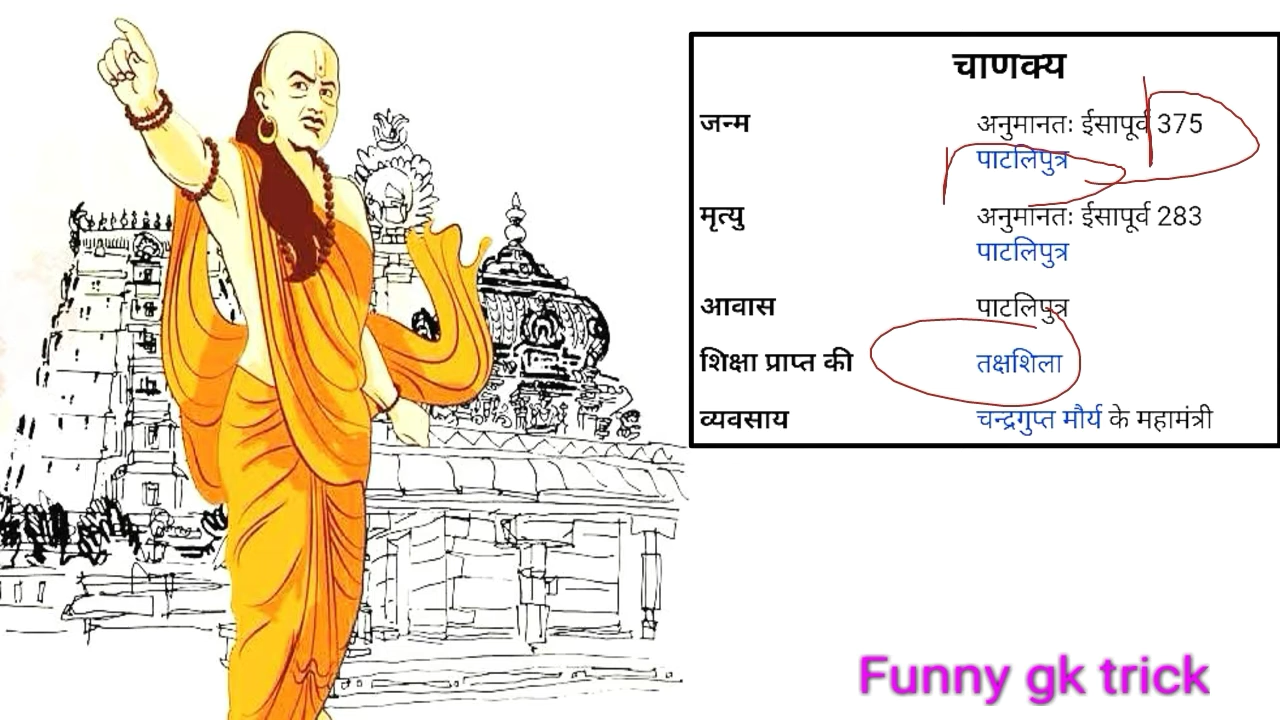 चाणक्य
जन्म अनुमानतः ईसापूर्व 375
पाटलिपुत्र
मृत्यु अनुमानतः ईसापूर्व 283
पाटलिपुत्र
आवास पाटलिपुत्र
शिक्षा प्राप्त की तक्षशिला
व्यवसाय चन्द्रगुप्त मौर्य के महामंत्री
Funny gk trick